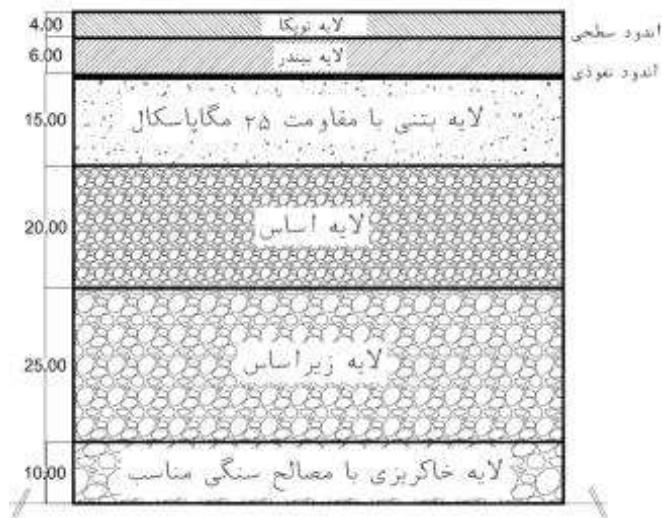 4.00
لایه توپکا
اندود سطحی
6.00
لایه بیندر
اندود نفوذی
15.00
لایه بتنی با مقاومت ۲۵ مگاپاسکال
20.00
لایه اساس
25.00
لایه زیراساس
10.00
لایه خاکریزی با مصالح سنگی مناسب